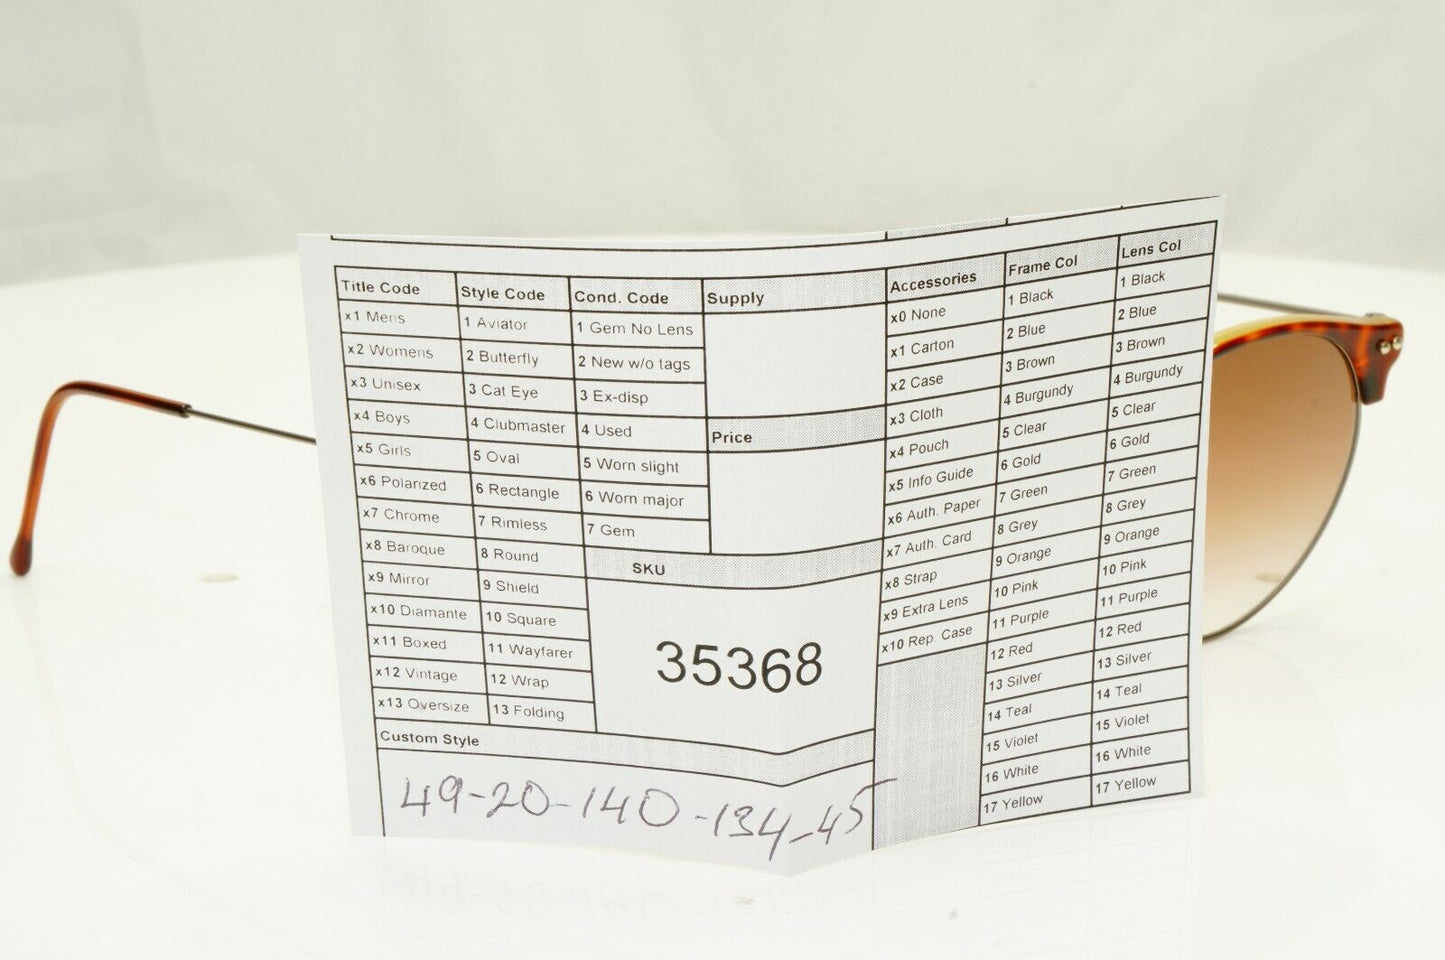 Title Code
x1 Mens
x2 Womens
x3 Unisex
x4 Boys
x5 Girls
x6 Polarized
x7 Chrome
x8 Baroque
x9 Mirror
x10 Diamante
x11 Boxed
x12 Vintage
x13 Oversize
Style Code
1 Aviator
2 Butterfly
3 Cat Eye
4 Clubmaster
5 Oval
6 Rectangle
7 Rimless
8 Round
9 Shield
10 Square
11 Wayfarer
12 Wrap
13 Folding
Cond. Code
1 Gem No Lens
2 New w/o tags
3 Ex-disp
4 Used
5 Worn slight
6 Worn major
7 Gem
Supply
Price
SKU
35368
Accessories
x0 None
x1 Carton
x2 Case
x3 Cloth
x4 Pouch
x5 Info Guide
x6 Auth. Paper
x7 Auth. Card
x8 Strap
x9 Extra Lens
x10 Rep. Case
Frame Col
1 Black
2 Blue
3 Brown
4 Burgundy
5 Clear
6 Gold
7 Green
8 Grey
9 Orange
10 Pink
11 Purple
12 Red
13 Silver
14 Teal
15 Violet
16 White
17 Yellow
Lens Col
1 Black
2 Blue
3 Brown
4 Burgundy
5 Clear
6 Gold
7 Green
8 Grey
9 Orange
10 Pink
11 Purple
12 Red
13 Silver
14 Teal
15 Violet
16 White
17 Yellow
Custom Style
49-20-140-134-45